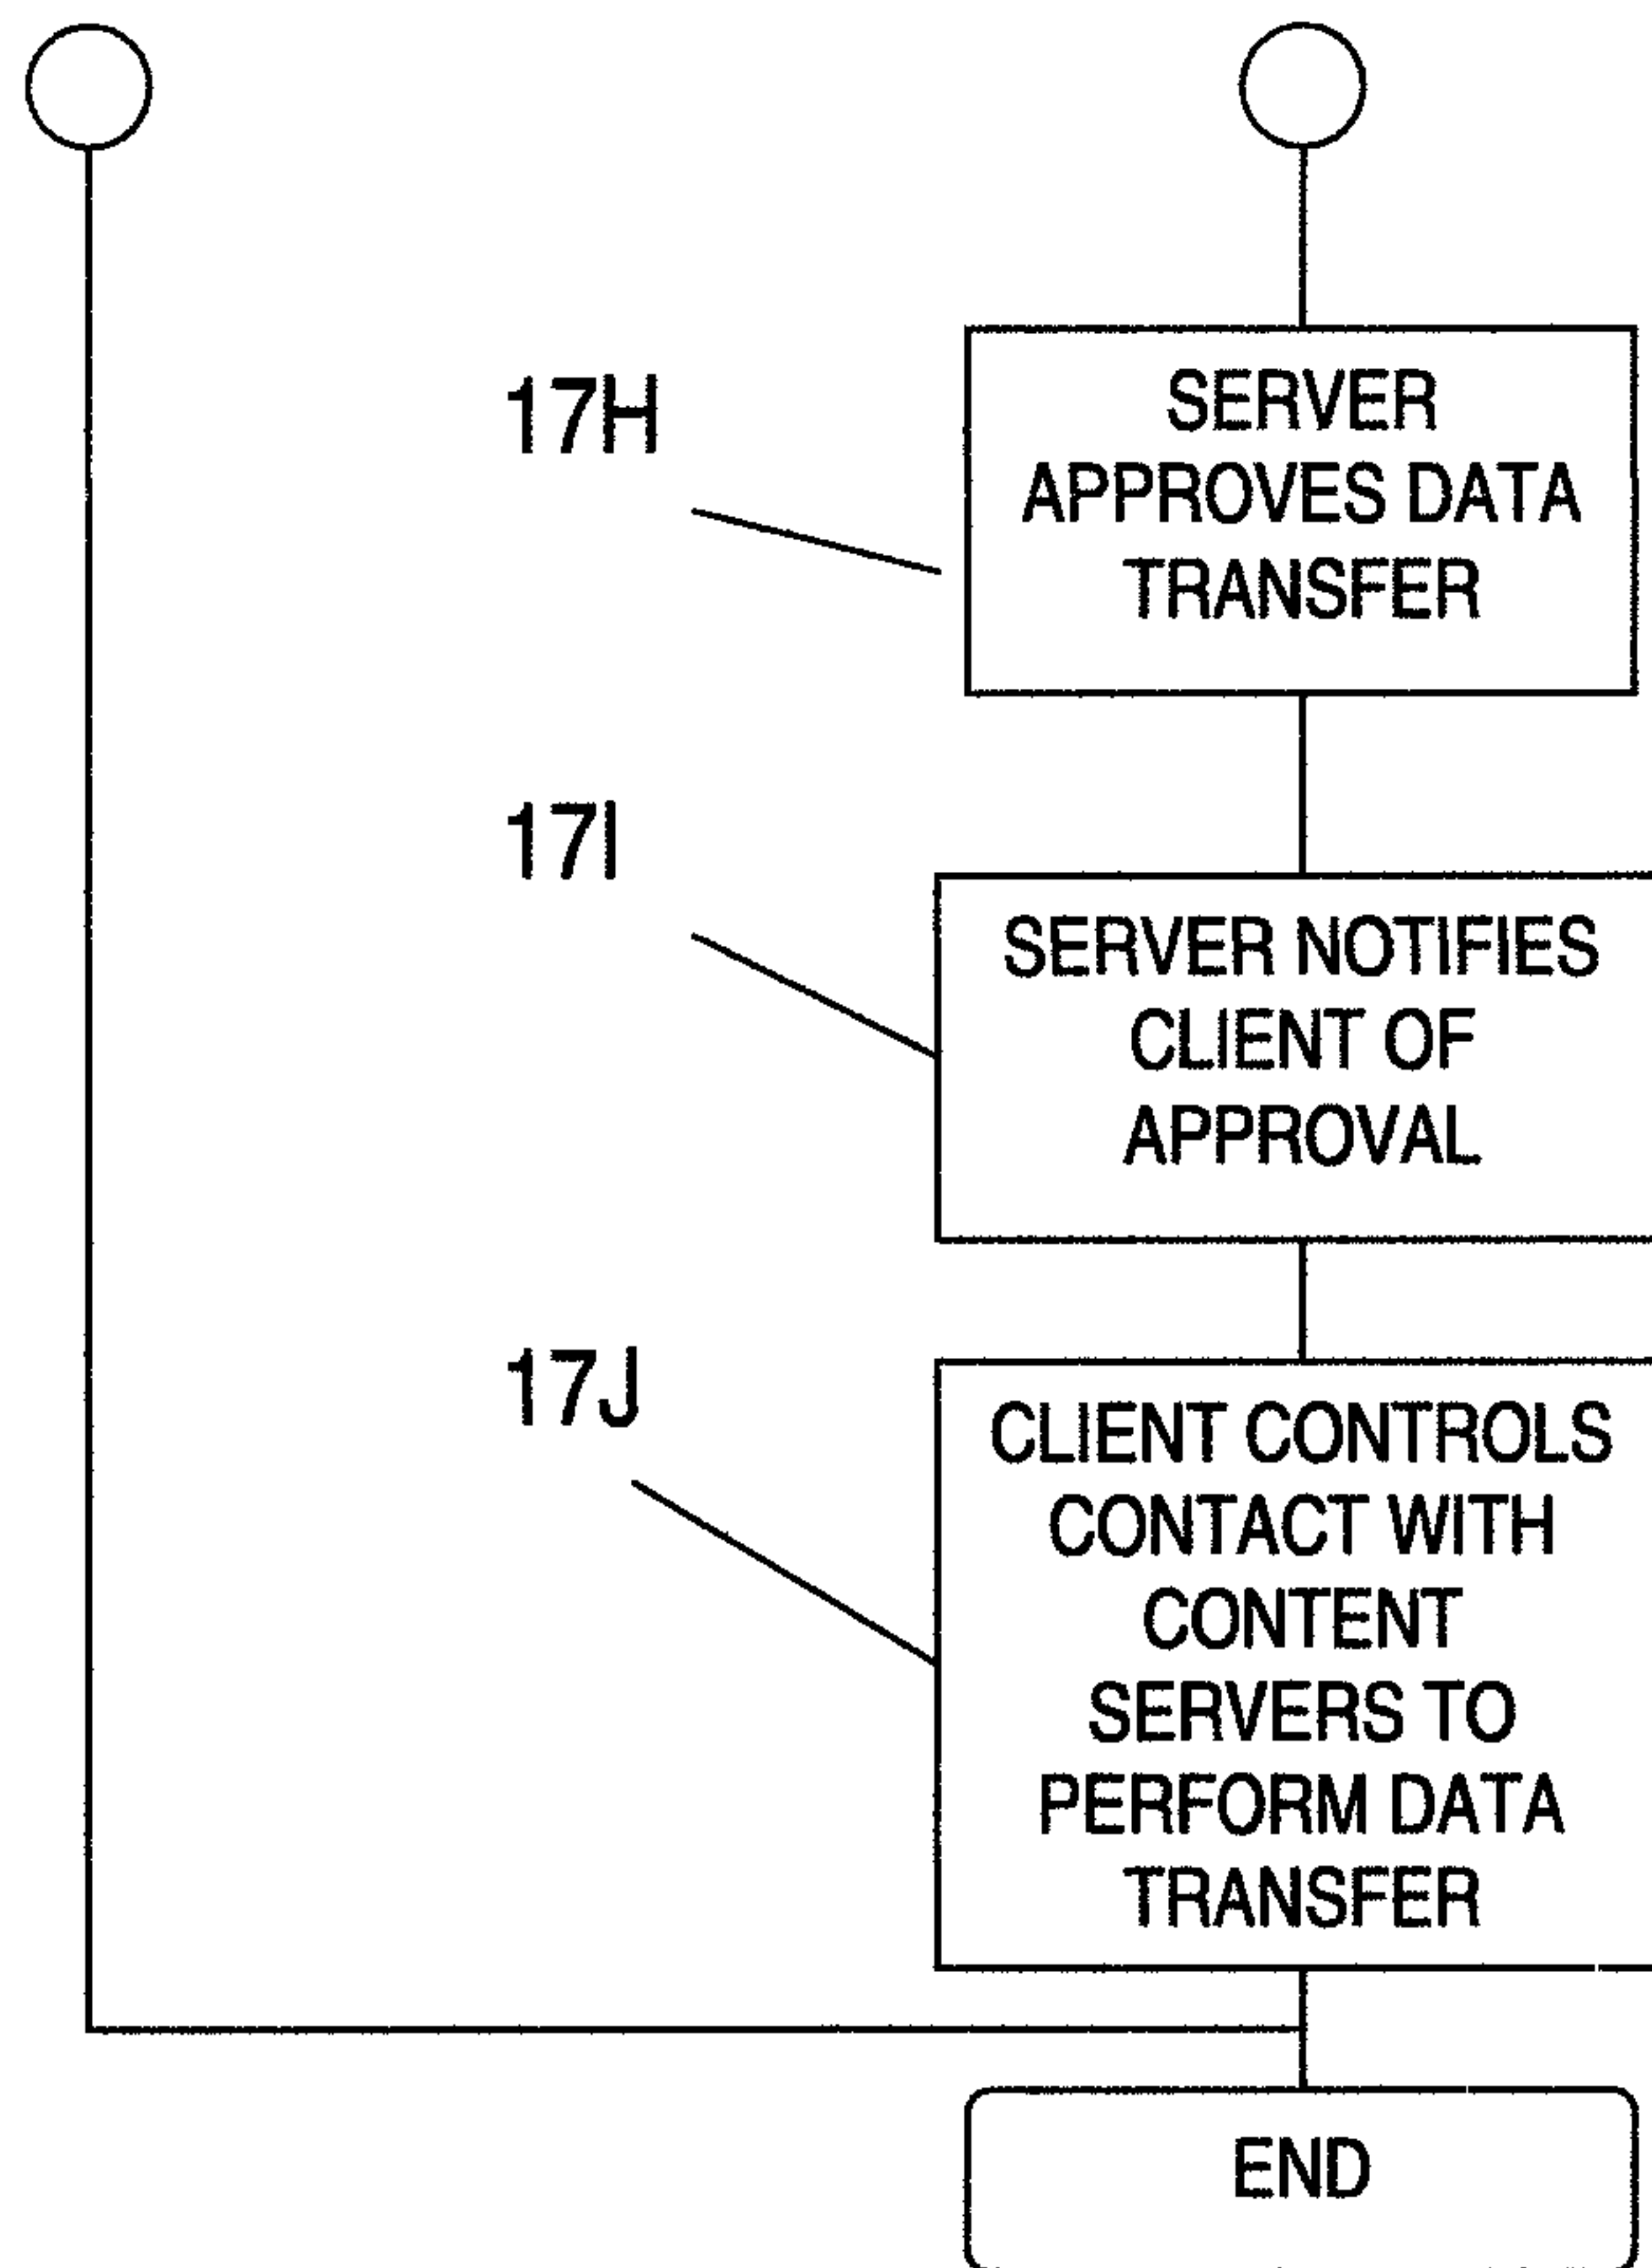 17H
SERVER
APPROVES DATA
TRANSFER
17I
SERVER NOTIFIES
CLIENT OF
APPROVAL
17J
CLIENT CONTROLS
CONTACT WITH
CONTENT
SERVERS TO
PERFORM DATA
TRANSFER
END